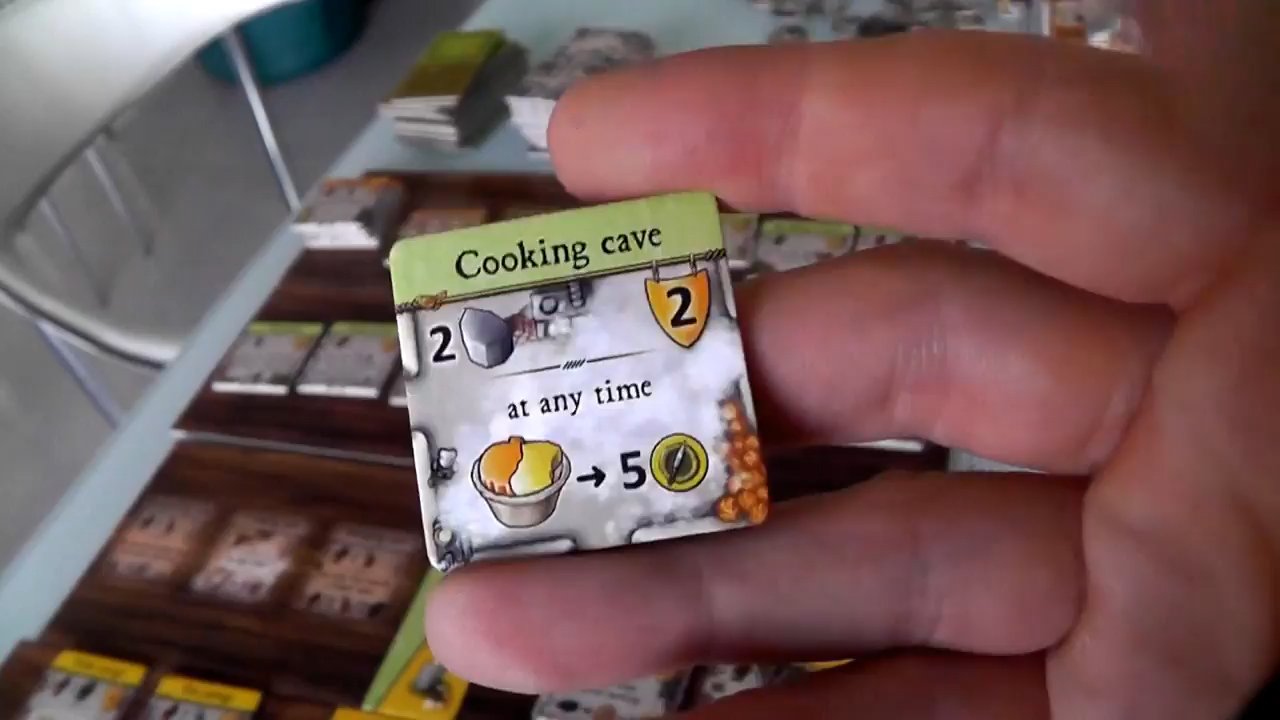 Cooking cave
2 2
at any time
→ 5